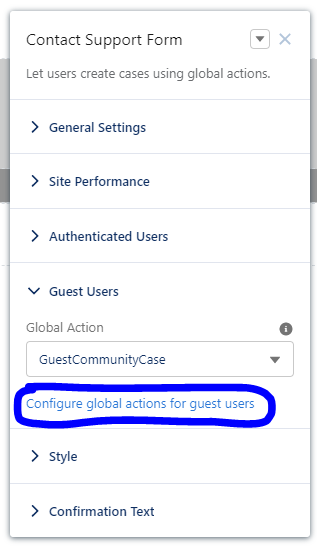 Contact Support Form
Let users create cases using global actions.
General Settings
Site Performance
Authenticated Users
Guest Users
Global Action
GuestCommunityCase
Configure global actions for guest users
Style
Confirmation Text